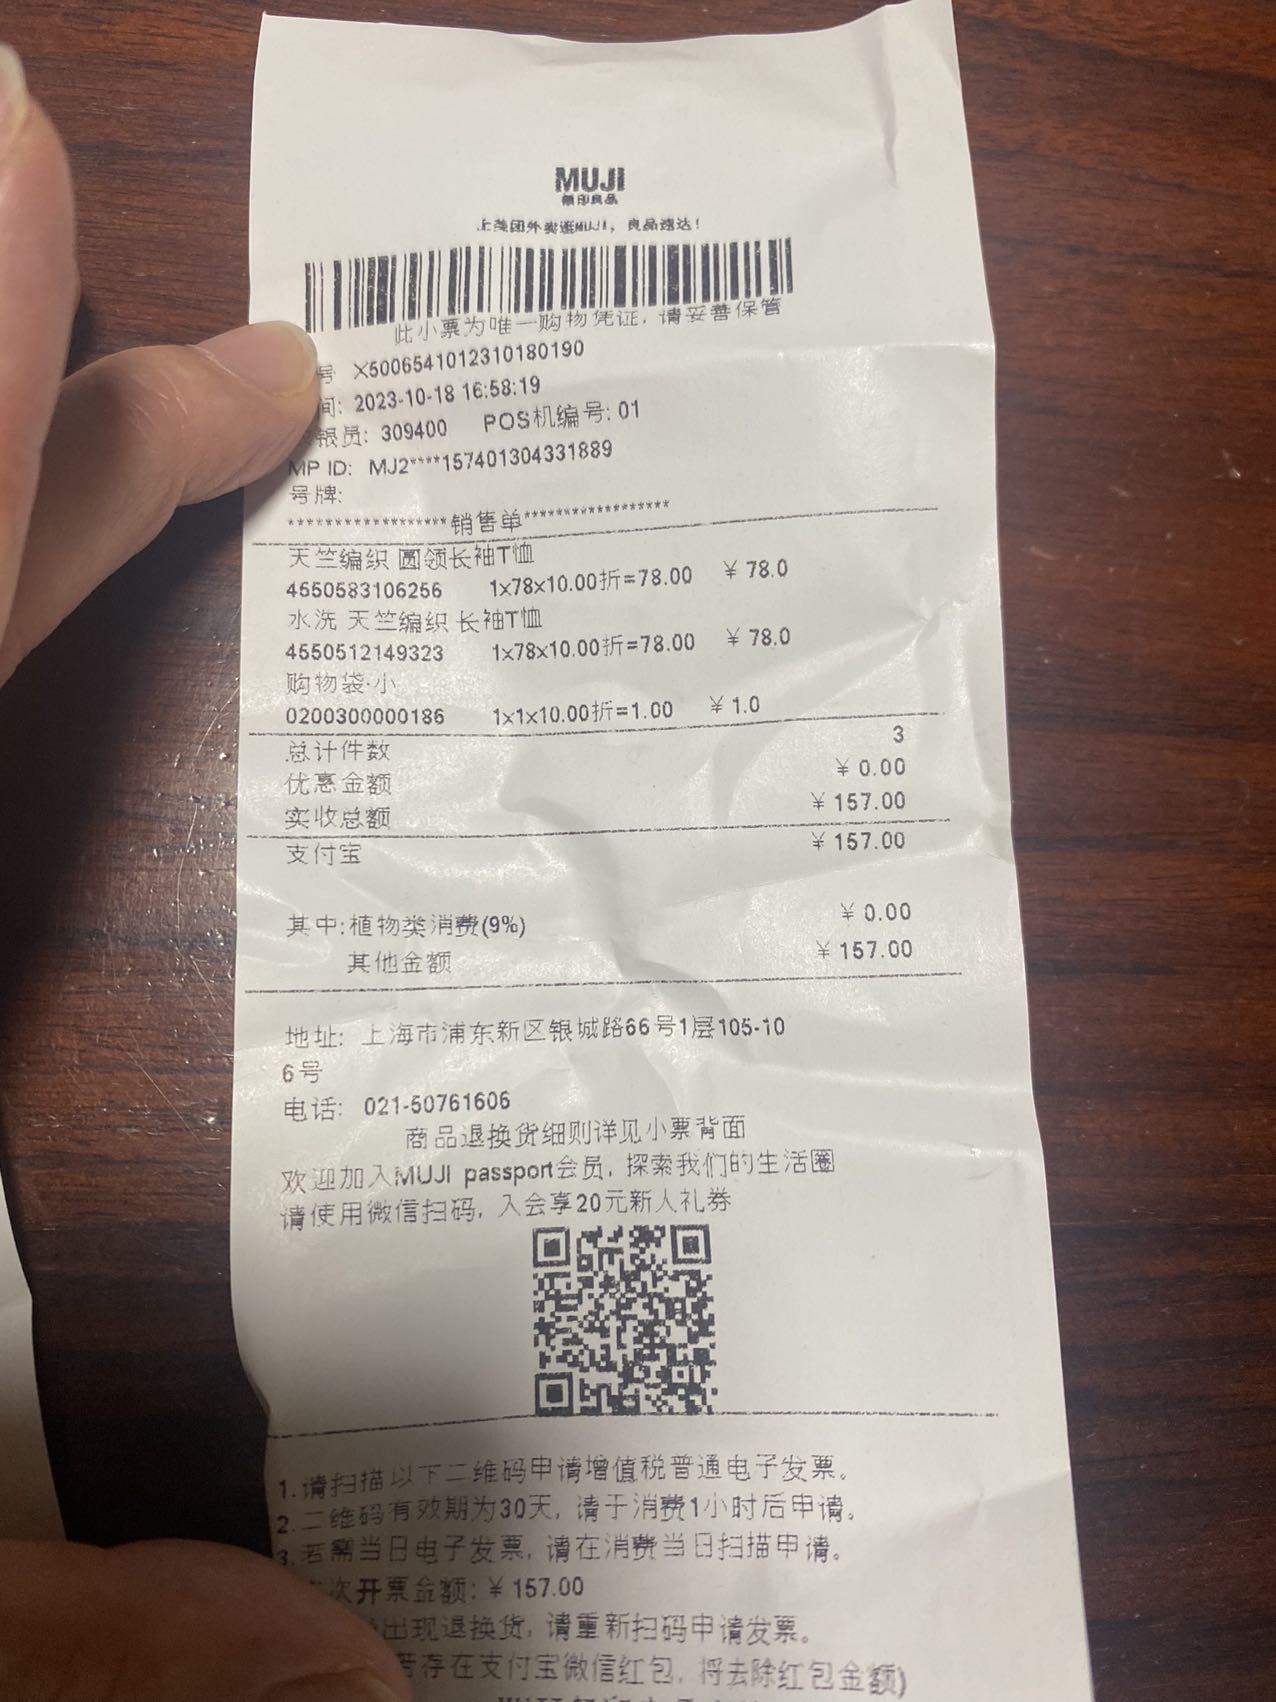 MUJI
無印良品
上美团外卖逛MUJI，良品速达！
此小票为唯一购物凭证，请妥善保管
号 X5006541012310180190
间: 2023-10-18 16:58:19
银员: 309400 POS机编号: 01
MP ID: MJ2****157401304331889
号牌:
******************销售单******************
天竺编织 圆领长袖T恤
4550583106256 1x78x10.00折=78.00 ¥ 78.0
水洗 天竺编织 长袖T恤
4550512149323 1x78x10.00折=78.00 ¥ 78.0
购物袋·小
0200300000186 1x1x10.00折=1.00 ¥ 1.0
总计件数 3
优惠金额 ¥ 0.00
实收总额 ¥ 157.00
支付宝 ¥ 157.00
其中:植物类消费(9%) ¥ 0.00
其他金额 ¥ 157.00
地址: 上海市浦东新区银城路66号1层105-10
6号
电话: 021-50761606
商品退换货细则详见小票背面
欢迎加入MUJI passport会员, 探索我们的生活圈
请使用微信扫码, 入会享20元新人礼券
1. 请扫描以下二维码申请增值税普通电子发票。
2. 二维码有效期为30天, 请于消费1小时后申请。
3. 若需当日电子发票, 请在消费当日扫描申请。
次开票金额: ¥ 157.00
出现退换货, 请重新扫码申请发票。
若存在支付宝微信红包, 将去除红包金额)